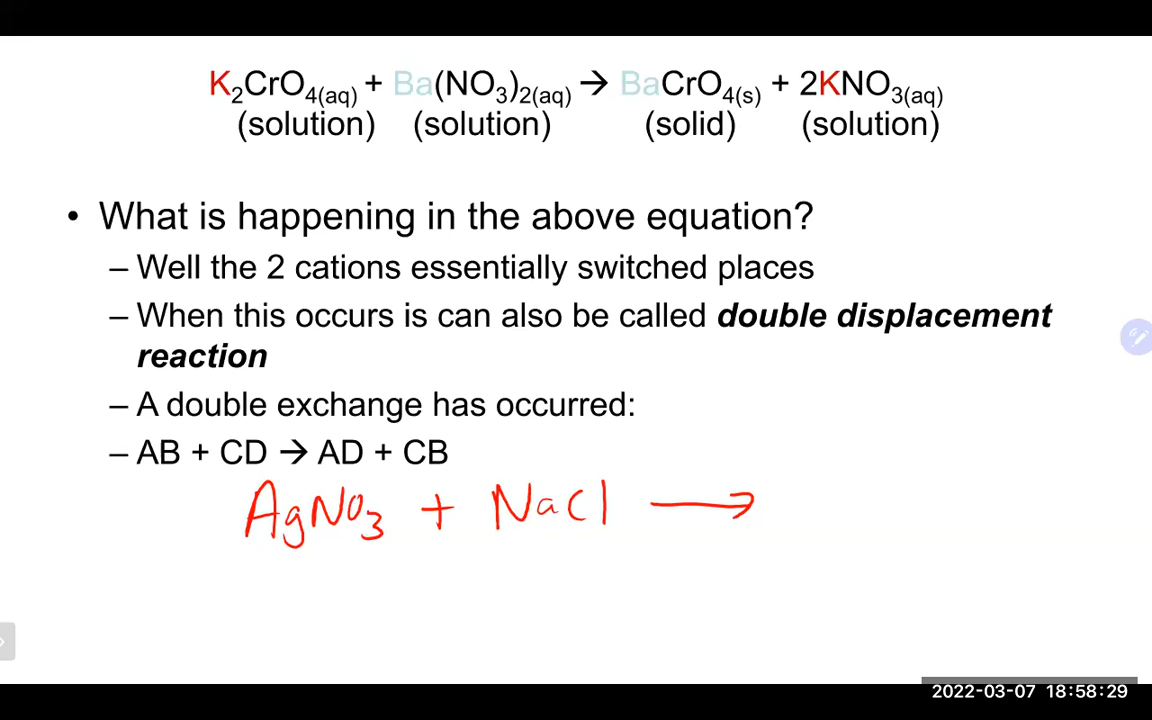 K₂CrO₄(aq) + Ba(NO₃)₂(aq) → BaCrO₄(s) + 2KNO₃(aq)
(solution) (solution) (solid) (solution)
• What is happening in the above equation?
– Well the 2 cations essentially switched places
– When this occurs is can also be called double displacement
reaction
– A double exchange has occurred:
– AB + CD → AD + CB
AgNO₃ + NaCl →
2022-03-07 18:58:29